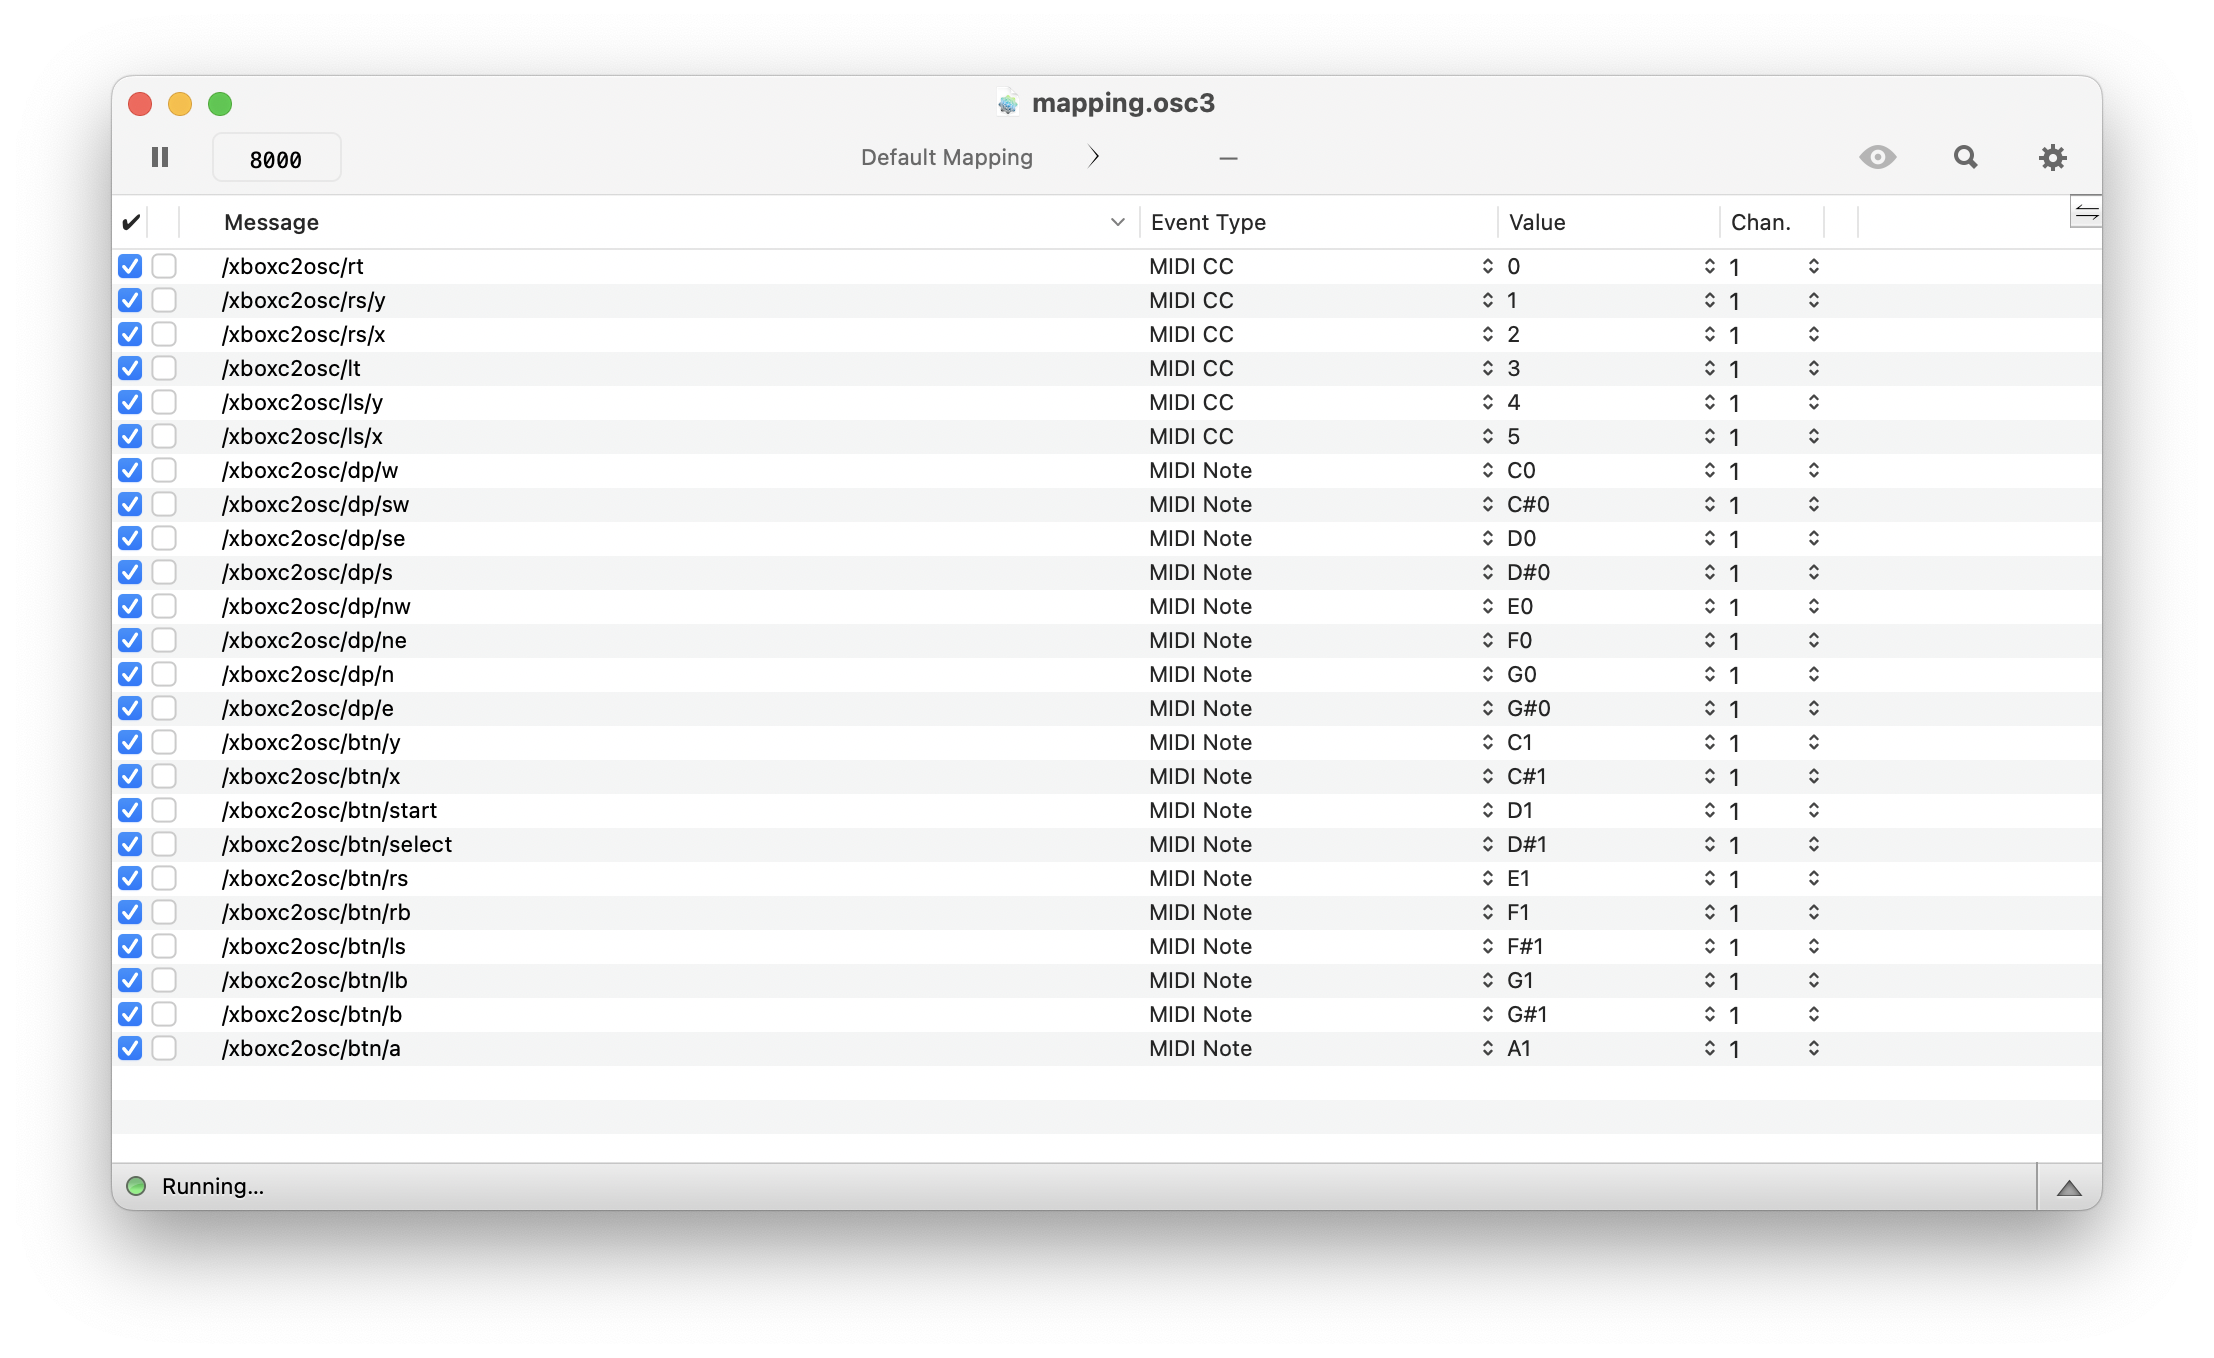 mapping.osc3
8000 Default Mapping —
Message Event Type Value Chan.
/xboxc2osc/rt MIDI CC 0 1
/xboxc2osc/rs/y MIDI CC 1 1
/xboxc2osc/rs/x MIDI CC 2 1
/xboxc2osc/lt MIDI CC 3 1
/xboxc2osc/ls/y MIDI CC 4 1
/xboxc2osc/ls/x MIDI CC 5 1
/xboxc2osc/dp/w MIDI Note C0 1
/xboxc2osc/dp/sw MIDI Note C#0 1
/xboxc2osc/dp/se MIDI Note D0 1
/xboxc2osc/dp/s MIDI Note D#0 1
/xboxc2osc/dp/nw MIDI Note E0 1
/xboxc2osc/dp/ne MIDI Note F0 1
/xboxc2osc/dp/n MIDI Note G0 1
/xboxc2osc/dp/e MIDI Note G#0 1
/xboxc2osc/btn/y MIDI Note C1 1
/xboxc2osc/btn/x MIDI Note C#1 1
/xboxc2osc/btn/start MIDI Note D1 1
/xboxc2osc/btn/select MIDI Note D#1 1
/xboxc2osc/btn/rs MIDI Note E1 1
/xboxc2osc/btn/rb MIDI Note F1 1
/xboxc2osc/btn/ls MIDI Note F#1 1
/xboxc2osc/btn/lb MIDI Note G1 1
/xboxc2osc/btn/b MIDI Note G#1 1
/xboxc2osc/btn/a MIDI Note A1 1
Running...